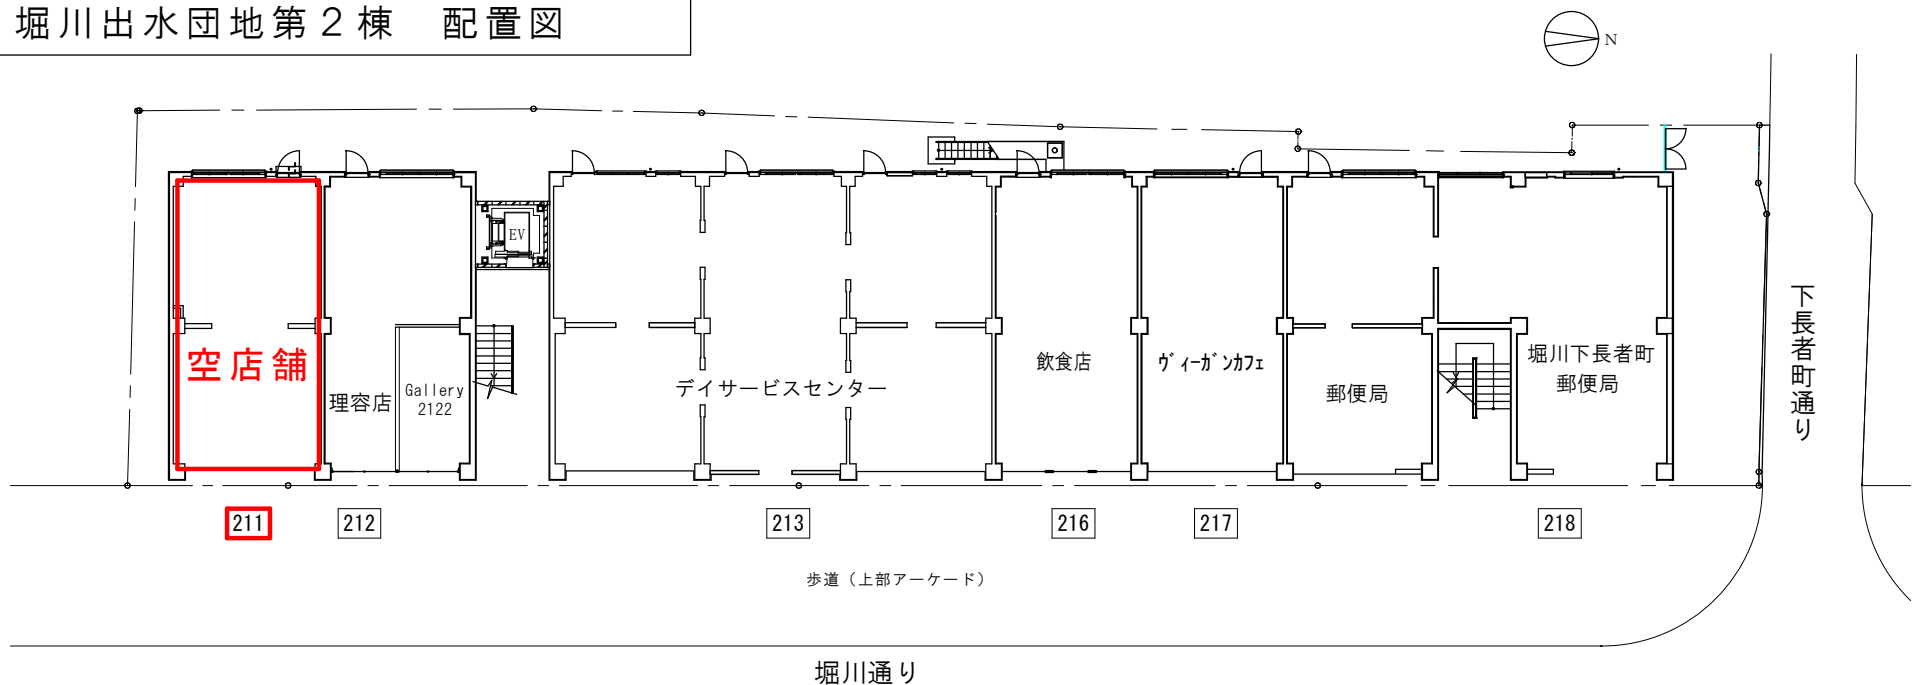 堀川出水団地第２棟　配置図
N
EV
空店舗
理容店
Gallery
2122
デイサービスセンター
飲食店
ヴィーガンカフェ
郵便局
堀川下長者町
郵便局
下長者町通り
211
212
213
216
217
218
歩道（上部アーケード）
堀川通り